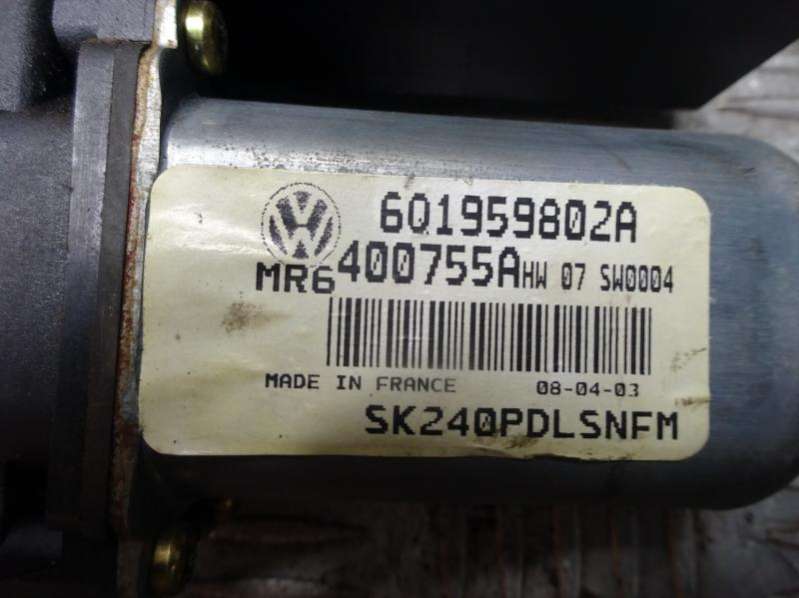 6Q1959802A
MR6 400755A HW 07 SW0004
MADE IN FRANCE 08-04-03
SK240PDLSNFM